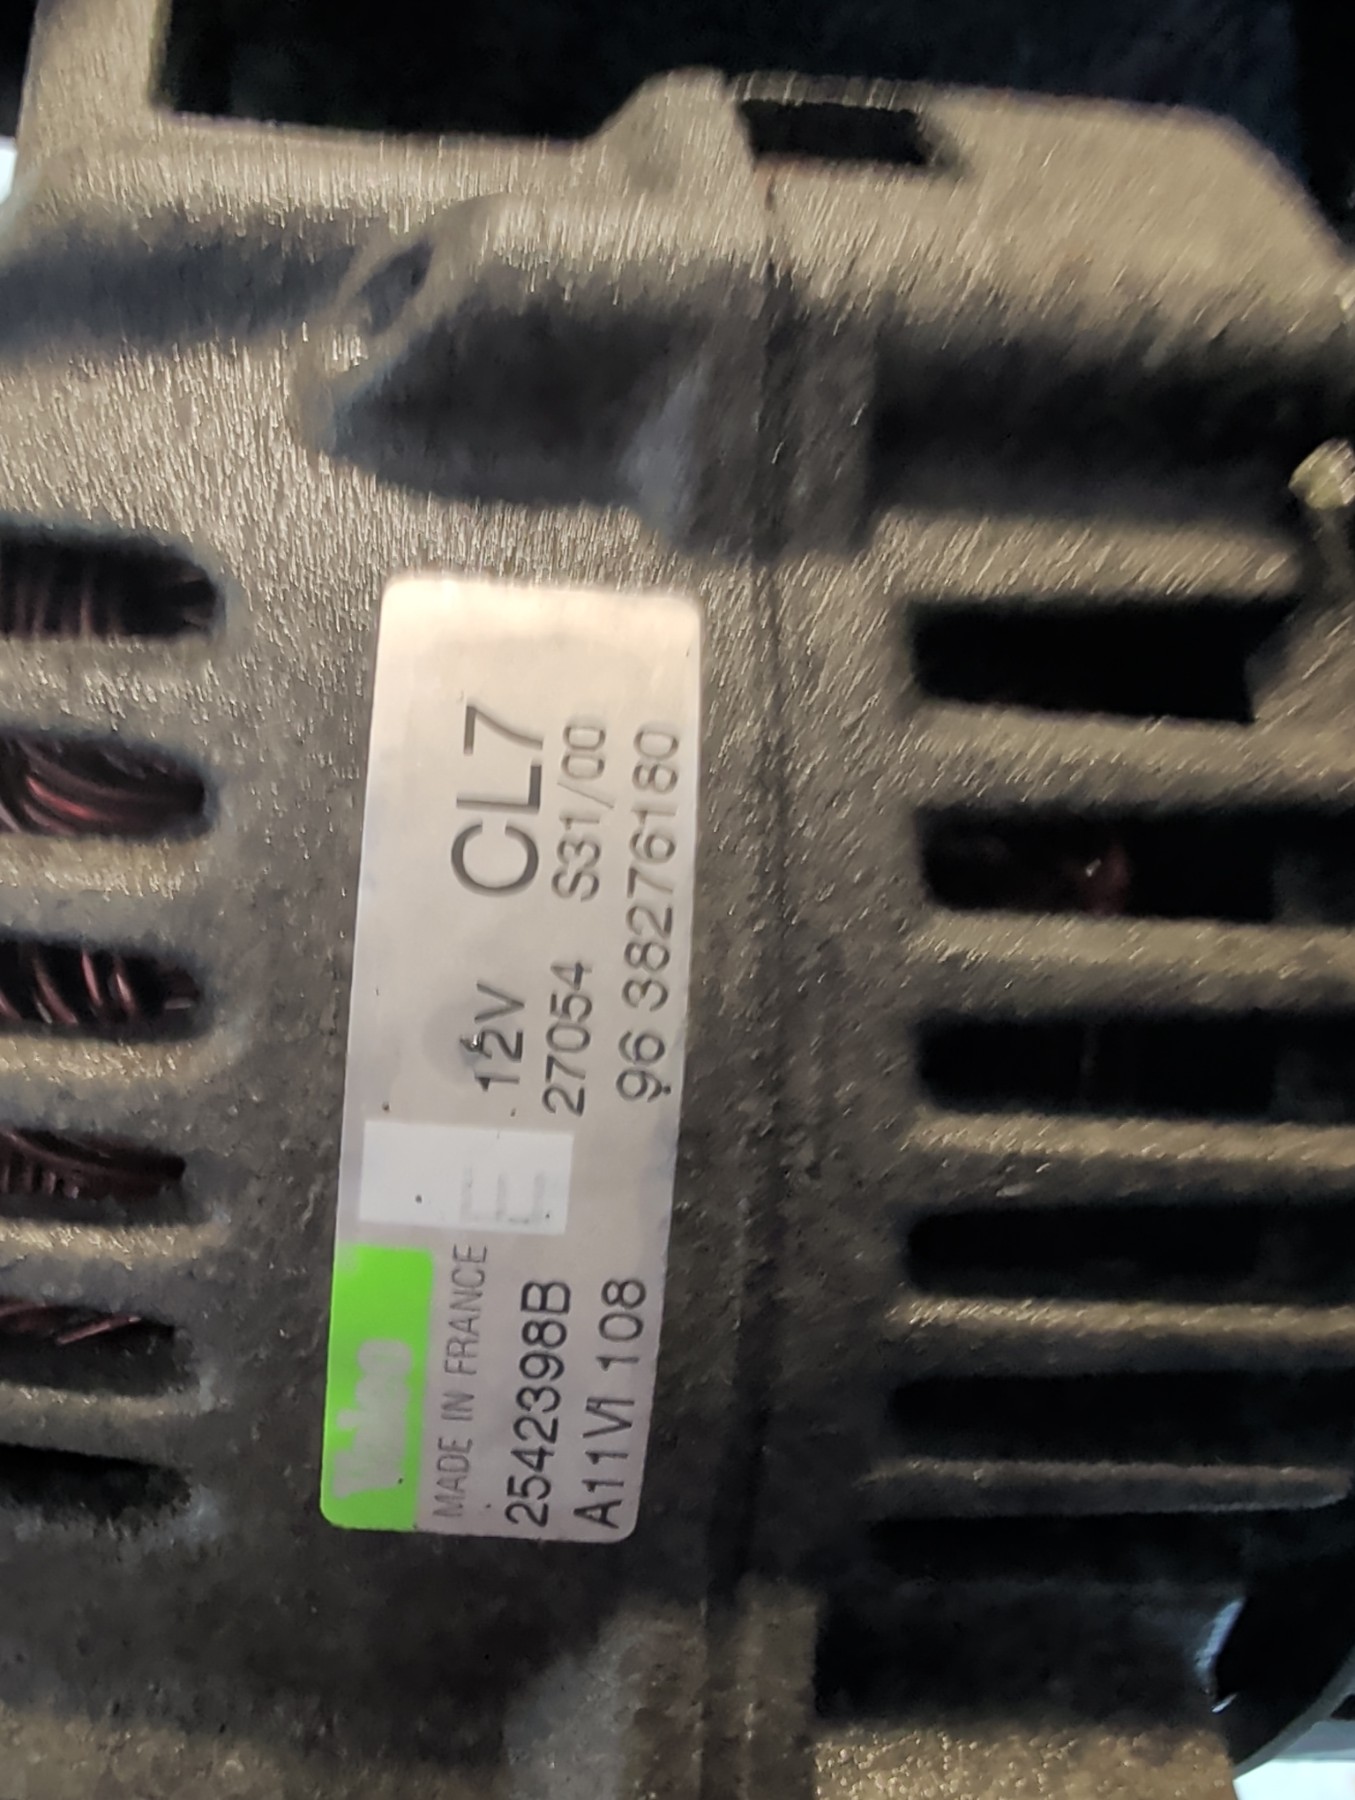 Valeo
MADE IN FRANCE
2542398B 12V CL7
A11VI 108 27054 S31/00
96 38276180